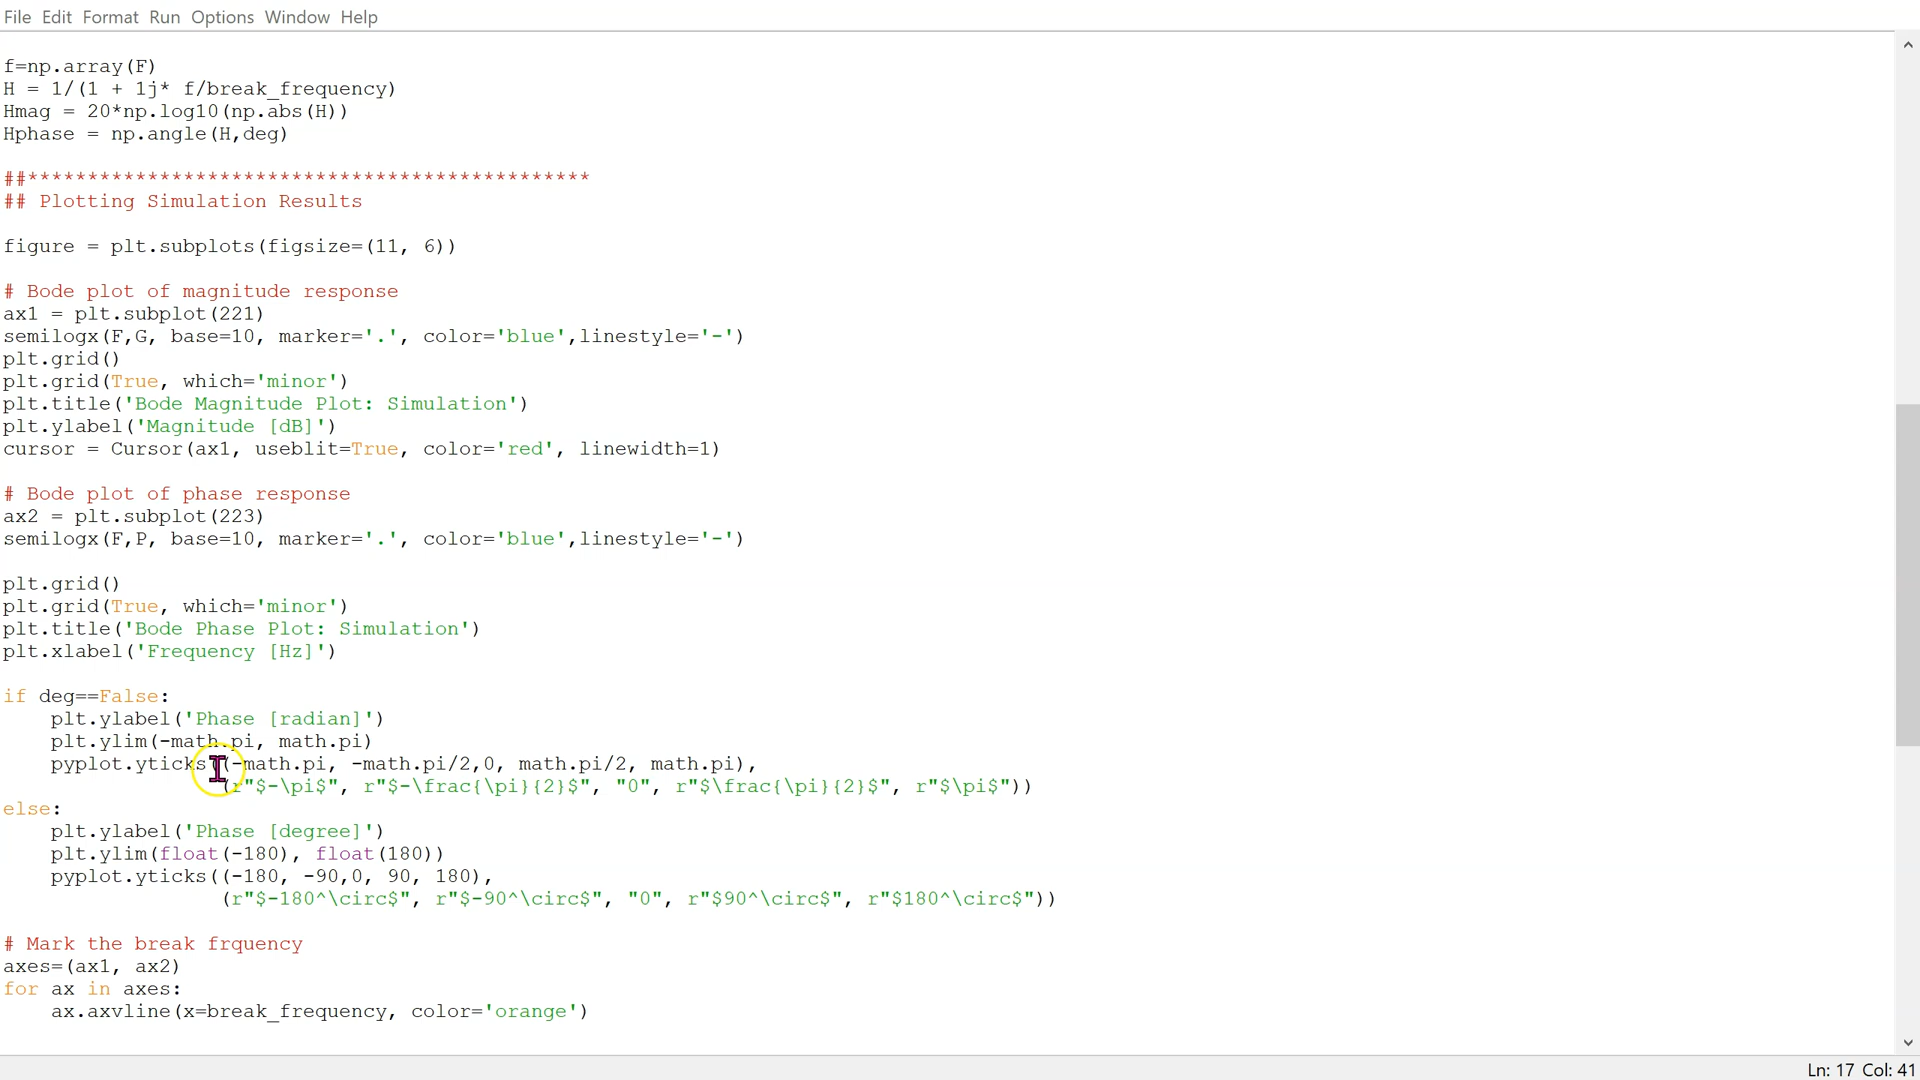 File Edit Format Run Options Window Help
f=np.array(F)
H = 1/(1 + 1j* f/break_frequency)
Hmag = 20*np.log10(np.abs(H))
Hphase = np.angle(H,deg)
##***********************************************
## Plotting Simulation Results
figure = plt.subplots(figsize=(11, 6))
# Bode plot of magnitude response
ax1 = plt.subplot(221)
semilogx(F,G, base=10, marker='.', color='blue',linestyle='-')
plt.grid()
plt.grid(True, which='minor')
plt.title('Bode Magnitude Plot: Simulation')
plt.ylabel('Magnitude [dB]')
cursor = Cursor(ax1, useblit=True, color='red', linewidth=1)
# Bode plot of phase response
ax2 = plt.subplot(223)
semilogx(F,P, base=10, marker='.', color='blue',linestyle='-')
plt.grid()
plt.grid(True, which='minor')
plt.title('Bode Phase Plot: Simulation')
plt.xlabel('Frequency [Hz]')
if deg==False:
    plt.ylabel('Phase [radian]')
    plt.ylim(-math.pi, math.pi)
    pyplot.yticks((-math.pi, -math.pi/2,0, math.pi/2, math.pi),
                  (r"$-\pi$", r"$-\frac{\pi}{2}$", "0", r"$\frac{\pi}{2}$", r"$\pi$"))
else:
    plt.ylabel('Phase [degree]')
    plt.ylim(float(-180), float(180))
    pyplot.yticks((-180, -90,0, 90, 180),
                  (r"$-180^\circ$", r"$-90^\circ$", "0", r"$90^\circ$", r"$180^\circ$"))
# Mark the break frquency
axes=(ax1, ax2)
for ax in axes:
    ax.axvline(x=break_frequency, color='orange')
Ln: 17 Col: 41